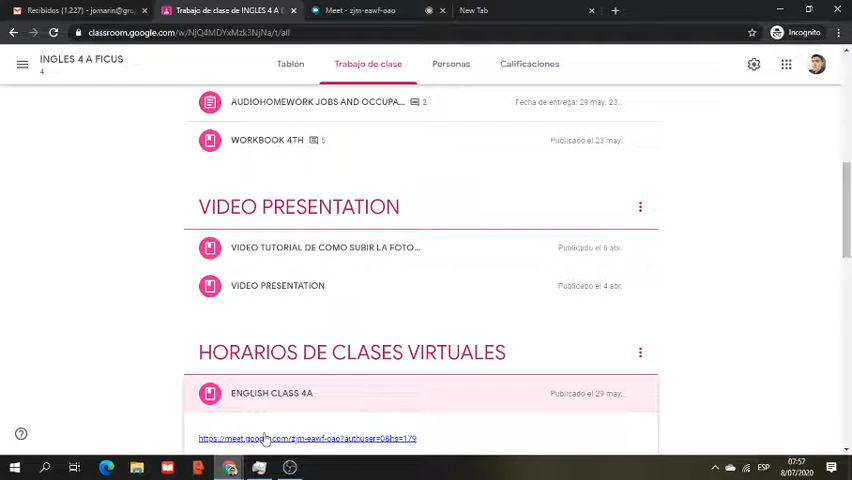 Recibidos (1.227) - jomarin@gru
Trabajo de clase de INGLES 4 A F
Meet - zjm-eawf-oao
New Tab
classroom.google.com/w/NjQ4MDYxMzk3NjNa/t/all
Incognito
INGLES 4 A FICUS
4
Tablón
Trabajo de clase
Personas
Calificaciones
AUDIOHOMEWORK JOBS AND OCCUPA... 2
Fecha de entrega: 29 may. 23...
WORKBOOK 4TH 5
Publicado el 23 may.
VIDEO PRESENTATION
VIDEO TUTORIAL DE COMO SUBIR LA FOTO...
Publicado el 6 abr.
VIDEO PRESENTATION
Publicado el 4 abr.
HORARIOS DE CLASES VIRTUALES
ENGLISH CLASS 4A
Publicado el 29 may...
https://meet.goog .com/zjm-eawf-oao?authuser=0&hs=179
ESP
07:57
8/07/2020